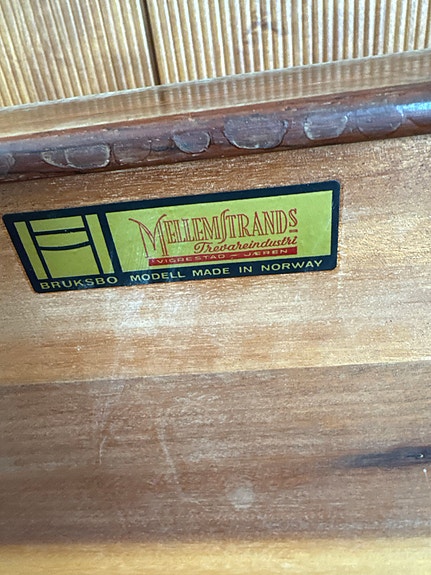 MELLEMSTRANDS
Trevareindustri
VIGRESTAD - JÆREN
BRUKSBO MODELL MADE IN NORWAY